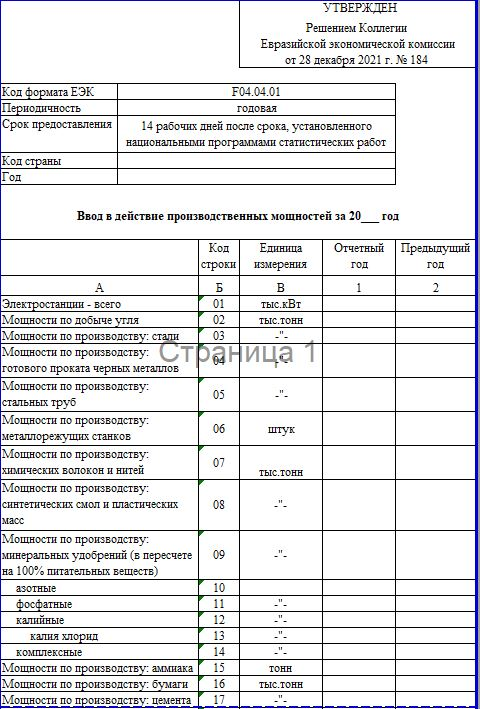 УТВЕРЖДЕН
Решением Коллегии
Евразийской экономической комиссии
от 28 декабря 2021 г. № 184
Код формата ЕЭК F04.04.01
Периодичность годовая
Срок предоставления 14 рабочих дней после срока, установленного
национальными программами статистических работ
Код страны
Год
Ввод в действие производственных мощностей за 20___ год
Код Единица Отчетный Предыдущий
строки измерения год год
А Б В 1 2
Электростанции - всего 01 тыс.кВт
Мощности по добыче угля 02 тыс.тонн
Мощности по производству: стали 03 -"-
Страница 1
Мощности по производству:
готового проката черных металлов 04 -"-
Мощности по производству:
стальных труб 05 -"-
Мощности по производству:
металлорежущих станков 06 штук
Мощности по производству:
химических волокон и нитей 07 тыс.тонн
Мощности по производству:
синтетических смол и пластических 08 -"-
масс
Мощности по производству:
минеральных удобрений (в пересчете 09 -"-
на 100% питательных веществ)
азотные 10
фосфатные 11 -"-
калийные 12 -"-
калия хлорид 13 -"-
комплексные 14 -"-
Мощности по производству: аммиака 15 тонн
Мощности по производству: бумаги 16 тыс.тонн
Мощности по производству: цемента 17 -"-